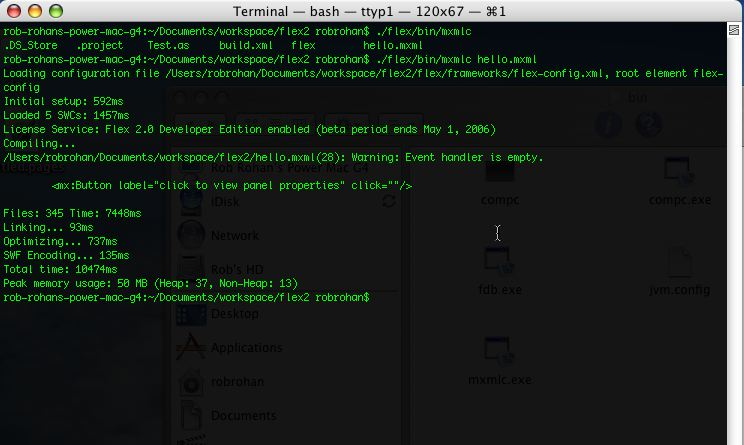 Terminal — bash — ttyp1 — 120x67 — ⌘1
rob-rohans-power-mac-g4:~/Documents/workspace/flex2 robrohan$ ./flex/bin/mxmlc
.DS_Store .project Test.as build.xml flex hello.mxml
rob-rohans-power-mac-g4:~/Documents/workspace/flex2 robrohan$ ./flex/bin/mxmlc hello.mxml
Loading configuration file /Users/robrohan/Documents/workspace/flex2/flex/frameworks/flex-config.xml, root element flex-
config
Initial setup: 592ms
Loaded 5 SWCs: 1457ms
License Service: Flex 2.0 Developer Edition enabled (beta period ends May 1, 2006)
Compiling...
/Users/robrohan/Documents/workspace/flex2/hello.mxml(28): Warning: Event handler is empty.
<mx:Button label="click to view panel properties" click=""/>
Files: 345 Time: 7448ms
Linking... 93ms
Optimizing... 737ms
SWF Encoding... 135ms
Total time: 10474ms
Peak memory usage: 50 MB (Heap: 37, Non-Heap: 13)
rob-rohans-power-mac-g4:~/Documents/workspace/flex2 robrohan$
bin
Rob Rohan's Power Mac G4
iDisk
Network
Rob's HD
Desktop
Applications
robrohan
Documents
compc
compc.exe
fdb.exe
jvm.config
mxmlc.exe